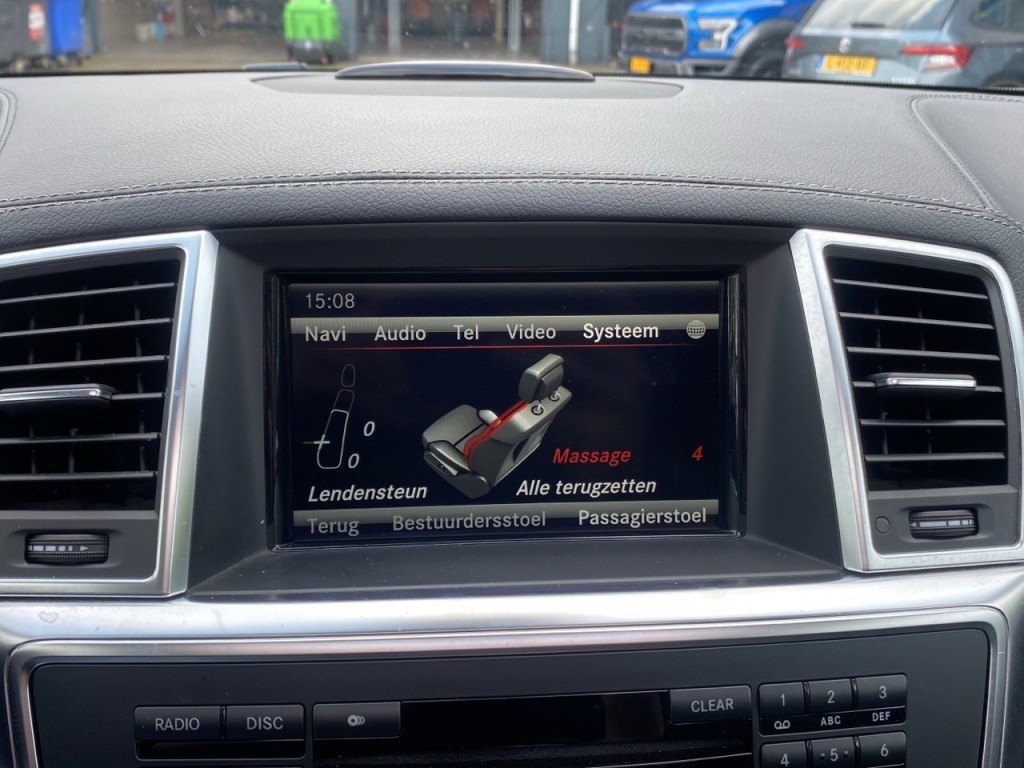 15:08
Navi Audio Tel Video Systeem
0
0
Massage 4
Lendensteun Alle terugzetten
Terug Bestuurdersstoel Passagierstoel
RADIO DISC CLEAR 1 2 3
ABC DEF
4 5 6